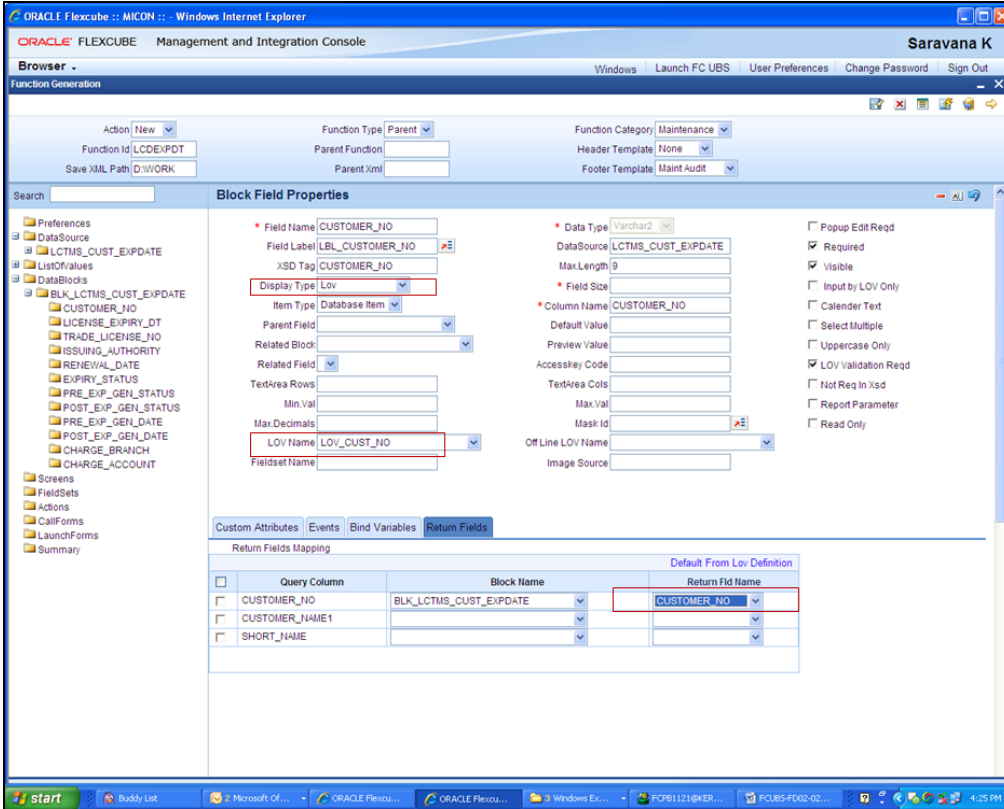 ORACLE Flexcube :: MICON :: - Windows Internet Explorer
ORACLE FLEXCUBE Management and Integration Console
Saravana K
Browser
Windows Launch FC UBS User Preferences Change Password Sign Out
Function Generation
Action New Function Type Parent Function Category Maintenance
Function Id LCDEXPDT Parent Function Header Template None
Save XML Path D:\WORK Parent Xml Footer Template Maint Audit
Search
Preferences
DataSource
LCTMS_CUST_EXPDATE
ListOfValues
DataBlocks
BLK_LCTMS_CUST_EXPDATE
CUSTOMER_NO
LICENSE_EXPIRY_DT
TRADE_LICENSE_NO
ISSUING_AUTHORITY
RENEWAL_DATE
EXPIRY_STATUS
PRE_EXP_GEN_STATUS
POST_EXP_GEN_STATUS
PRE_EXP_GEN_DATE
POST_EXP_GEN_DATE
CHARGE_BRANCH
CHARGE_ACCOUNT
Screens
FieldSets
Actions
CallForms
LaunchForms
Summary
Block Field Properties
* Field Name CUSTOMER_NO * Data Type Varchar2 Popup Edit Reqd
Field Label LBL_CUSTOMER_NO DataSource LCTMS_CUST_EXPDATE Required
XSD Tag CUSTOMER_NO Max.Length 9 Visible
Display Type Lov * Field Size Input by LOV Only
Item Type Database Item * Column Name CUSTOMER_NO Calender Text
Parent Field Default Value Select Multiple
Related Block Preview Value Uppercase Only
Related Field Accesskey Code LOV Validation Reqd
TextArea Rows TextArea Cols Not Req In Xsd
Min.Val Max.Val Report Parameter
Max.Decimals Mask Id Read Only
LOV Name LOV_CUST_NO Off Line LOV Name
Fieldset Name Image Source
Custom Attributes Events Bind Variables Return Fields
Return Fields Mapping
Default From Lov Definition
Query Column Block Name Return Fld Name
CUSTOMER_NO BLK_LCTMS_CUST_EXPDATE CUSTOMER_NO
CUSTOMER_NAME1
SHORT_NAME
start Buddy List 2 Microsoft Of... ORACLE Flexcu... ORACLE Flexcu... 3 Windows Ex... FCPB1121@KER... FCUBS-FD02-02... 4:25 PM